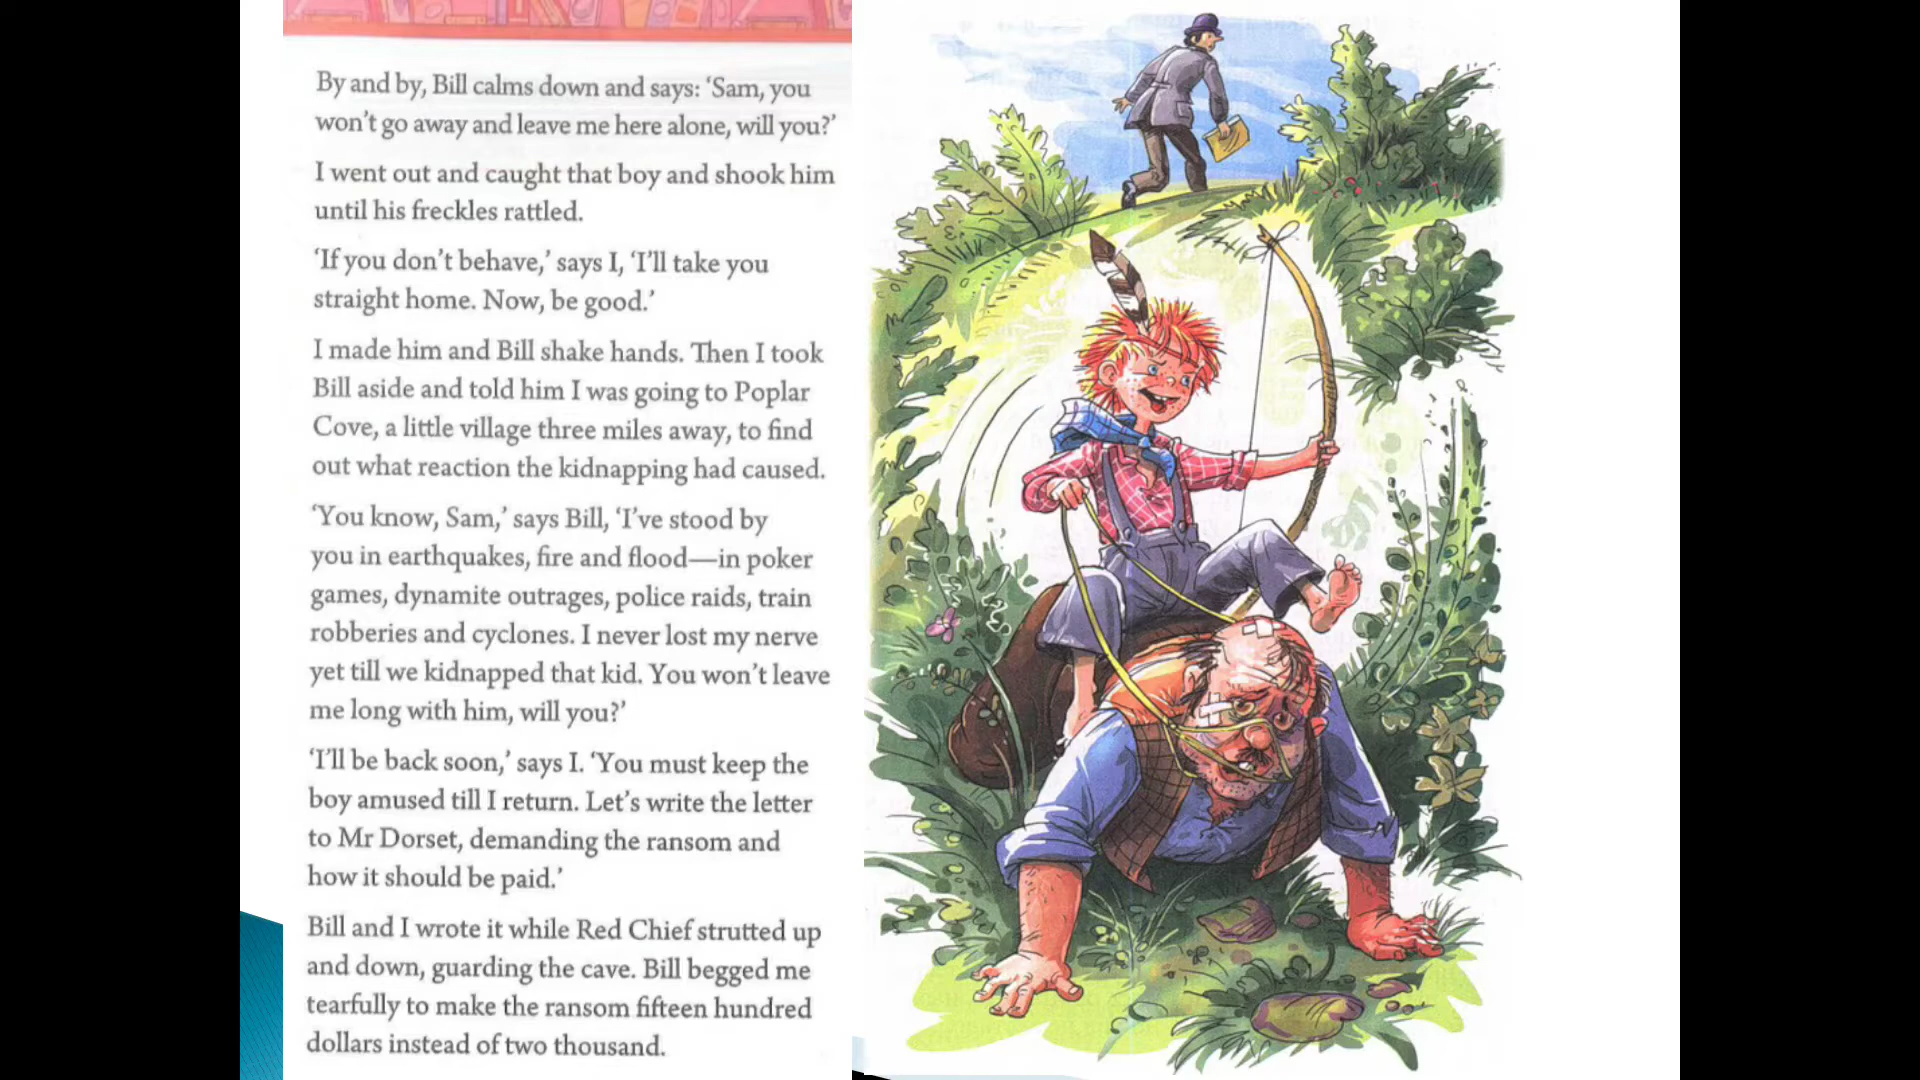 By and by, Bill calms down and says: ‘Sam, you
won’t go away and leave me here alone, will you?’
I went out and caught that boy and shook him
until his freckles rattled.
‘If you don’t behave,’ says I, ‘I’ll take you
straight home. Now, be good.’
I made him and Bill shake hands. Then I took
Bill aside and told him I was going to Poplar
Cove, a little village three miles away, to find
out what reaction the kidnapping had caused.
‘You know, Sam,’ says Bill, ‘I’ve stood by
you in earthquakes, fire and flood—in poker
games, dynamite outrages, police raids, train
robberies and cyclones. I never lost my nerve
yet till we kidnapped that kid. You won’t leave
me long with him, will you?’
‘I’ll be back soon,’ says I. ‘You must keep the
boy amused till I return. Let’s write the letter
to Mr Dorset, demanding the ransom and
how it should be paid.’
Bill and I wrote it while Red Chief strutted up
and down, guarding the cave. Bill begged me
tearfully to make the ransom fifteen hundred
dollars instead of two thousand.